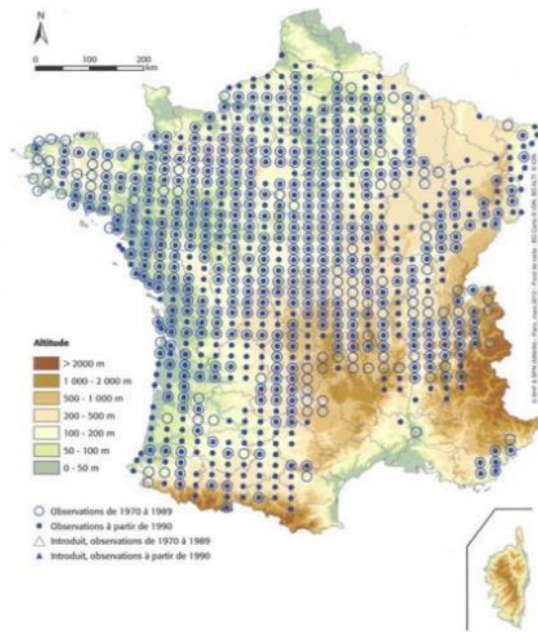 N
0 100 200
km
Altitude
> 2000 m
1 000 - 2 000 m
500 - 1 000 m
200 - 500 m
100 - 200 m
50 - 100 m
0 - 50 m
Observations de 1970 à 1989
Observations à partir de 1990
Introduit, observations de 1970 à 1989
Introduit, observations à partir de 1990